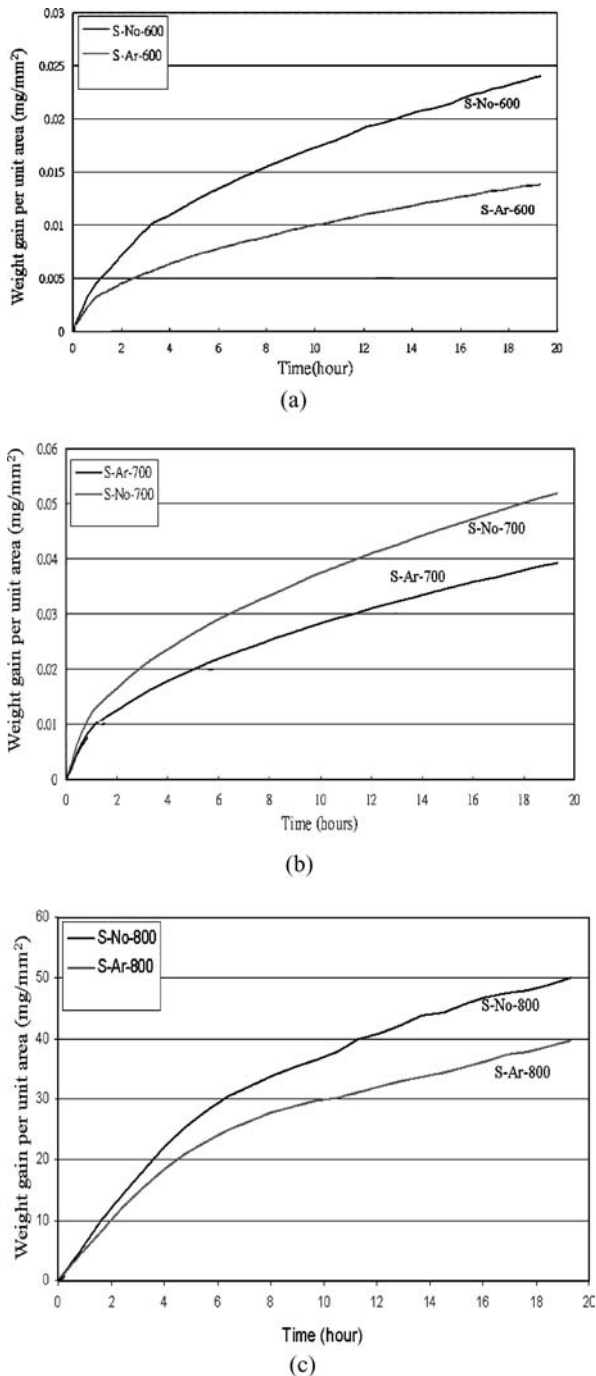 S-No-600
S-Ar-600
Weight gain per unit area (mg/mm²)
0.03
0.025
0.02
0.015
0.01
0.005
0
S-No-600
S-Ar-600
0 2 4 6 8 10 12 14 16 18 20
Time(hour)
(a)
S-Ar-700
S-No-700
Weight gain per unit area (mg/mm²)
0.06
0.05
0.04
0.03
0.02
0.01
0
S-No-700
S-Ar-700
0 2 4 6 8 10 12 14 16 18 20
Time (hours)
(b)
S-No-800
S-Ar-800
Weight gain per unit area (mg/mm²)
60
50
40
30
20
10
0
S-No-800
S-Ar-800
0 2 4 6 8 10 12 14 16 18 20
Time (hour)
(c)